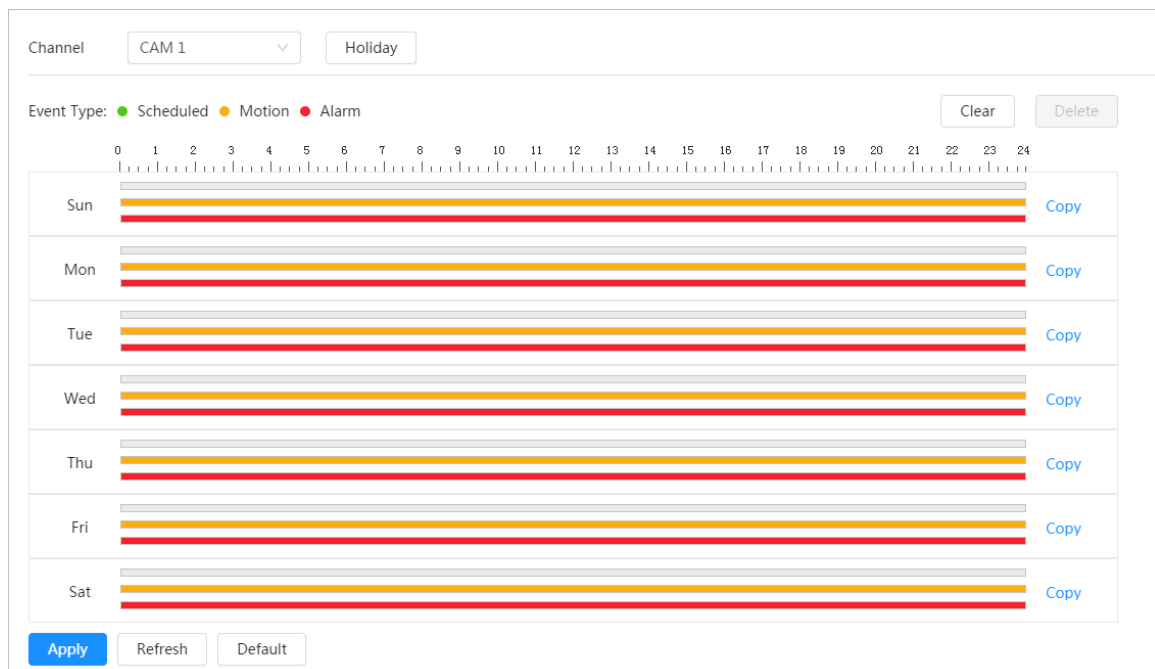 Channel CAM 1 Holiday
Event Type: Scheduled Motion Alarm Clear Delete
0 1 2 3 4 5 6 7 8 9 10 11 12 13 14 15 16 17 18 19 20 21 22 23 24
Sun Copy
Mon Copy
Tue Copy
Wed Copy
Thu Copy
Fri Copy
Sat Copy
Apply Refresh Default